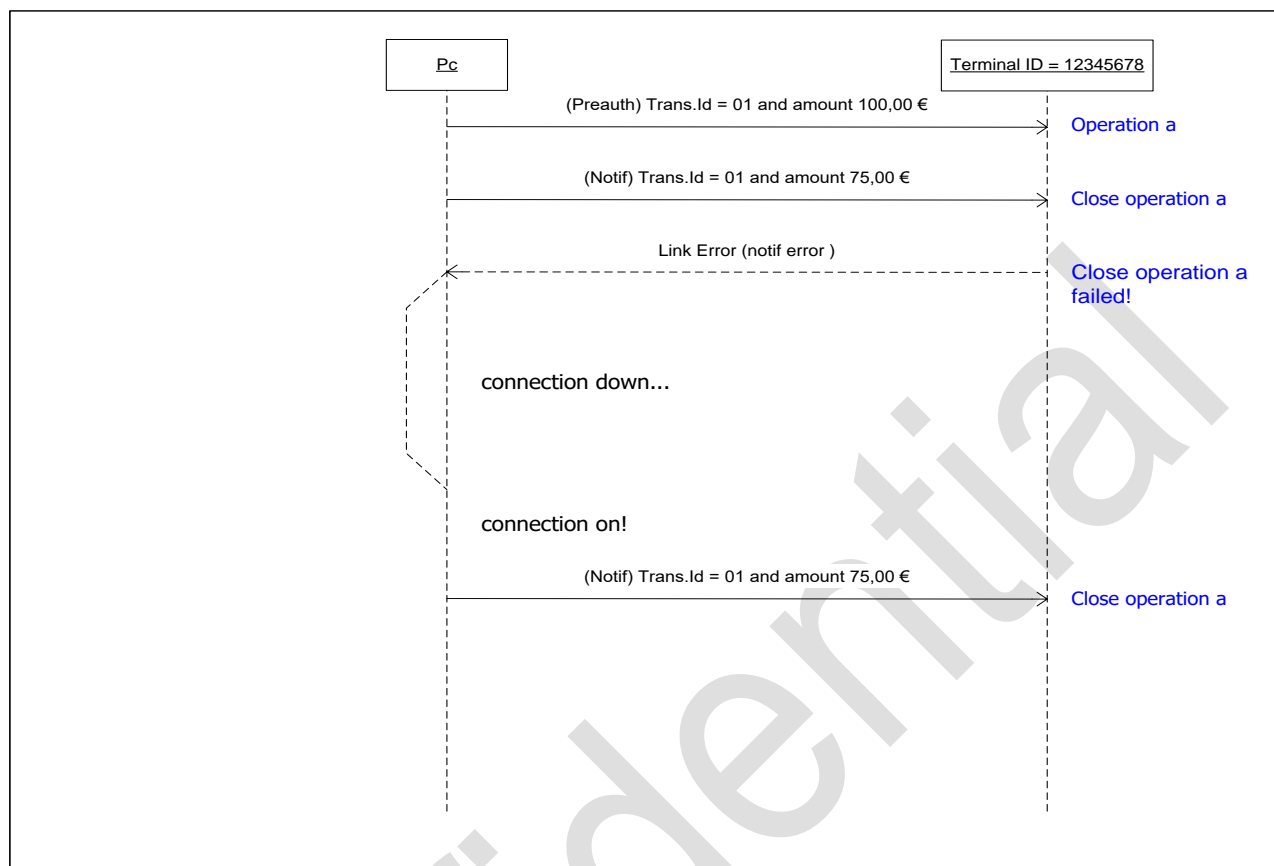 Pc
Terminal ID = 12345678
(Preauth) Trans.Id = 01 and amount 100,00 €
Operation a
(Notif) Trans.Id = 01 and amount 75,00 €
Close operation a
Link Error (notif error )
Close operation a
failed!
connection down...
connection on!
(Notif) Trans.Id = 01 and amount 75,00 €
Close operation a
fidential